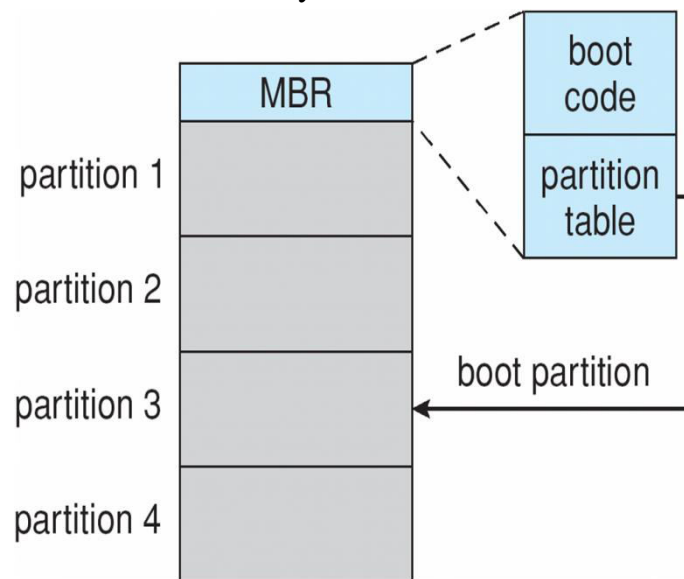 MBR
boot
code
partition 1
partition
table
partition 2
boot partition
partition 3
partition 4